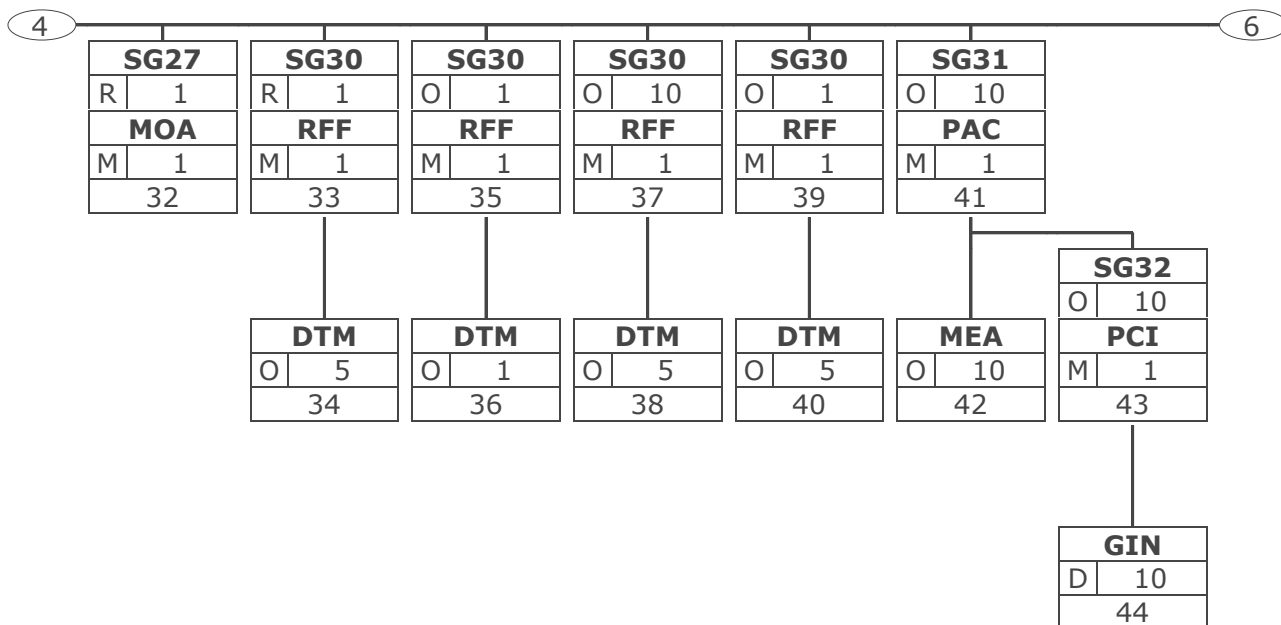 4 6
SG27 SG30 SG30 SG30 SG30 SG31
R 1 R 1 O 1 O 10 O 1 O 10
MOA RFF RFF RFF RFF PAC
M 1 M 1 M 1 M 1 M 1 M 1
32 33 35 37 39 41
SG32
O 10
DTM DTM DTM DTM MEA PCI
O 5 O 1 O 5 O 5 O 10 M 1
34 36 38 40 42 43
GIN
D 10
44